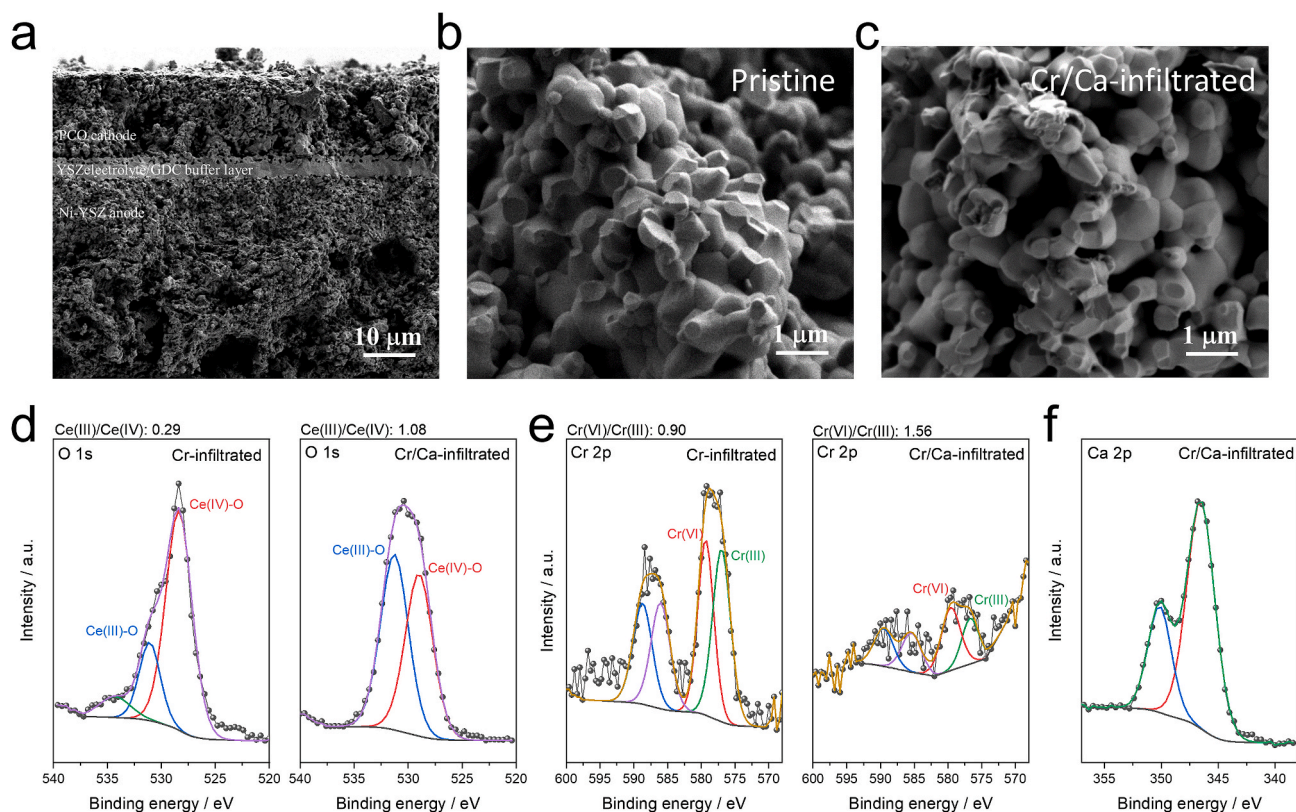 a
PCO cathode
YSZelectrolyte/GDC buffer layer
Ni-YSZ anode
10 μm
b
Pristine
1 μm
c
Cr/Ca-infiltrated
1 μm
d
Ce(III)/Ce(IV): 0.29
O 1s
Cr-infiltrated
Ce(IV)-O
Ce(III)-O
Intensity / a.u.
540 535 530 525 520
Binding energy / eV
Ce(III)/Ce(IV): 1.08
O 1s
Cr/Ca-infiltrated
Ce(III)-O
Ce(IV)-O
540 535 530 525 520
Binding energy / eV
e
Cr(VI)/Cr(III): 0.90
Cr 2p
Cr-infiltrated
Cr(VI)
Cr(III)
Intensity / a.u.
600 595 590 585 580 575 570
Binding energy / eV
Cr(VI)/Cr(III): 1.56
Cr 2p
Cr/Ca-infiltrated
Cr(VI)
Cr(III)
600 595 590 585 580 575 570
Binding energy / eV
f
Ca 2p
Cr/Ca-infiltrated
Intensity / a.u.
355 350 345 340
Binding energy / eV